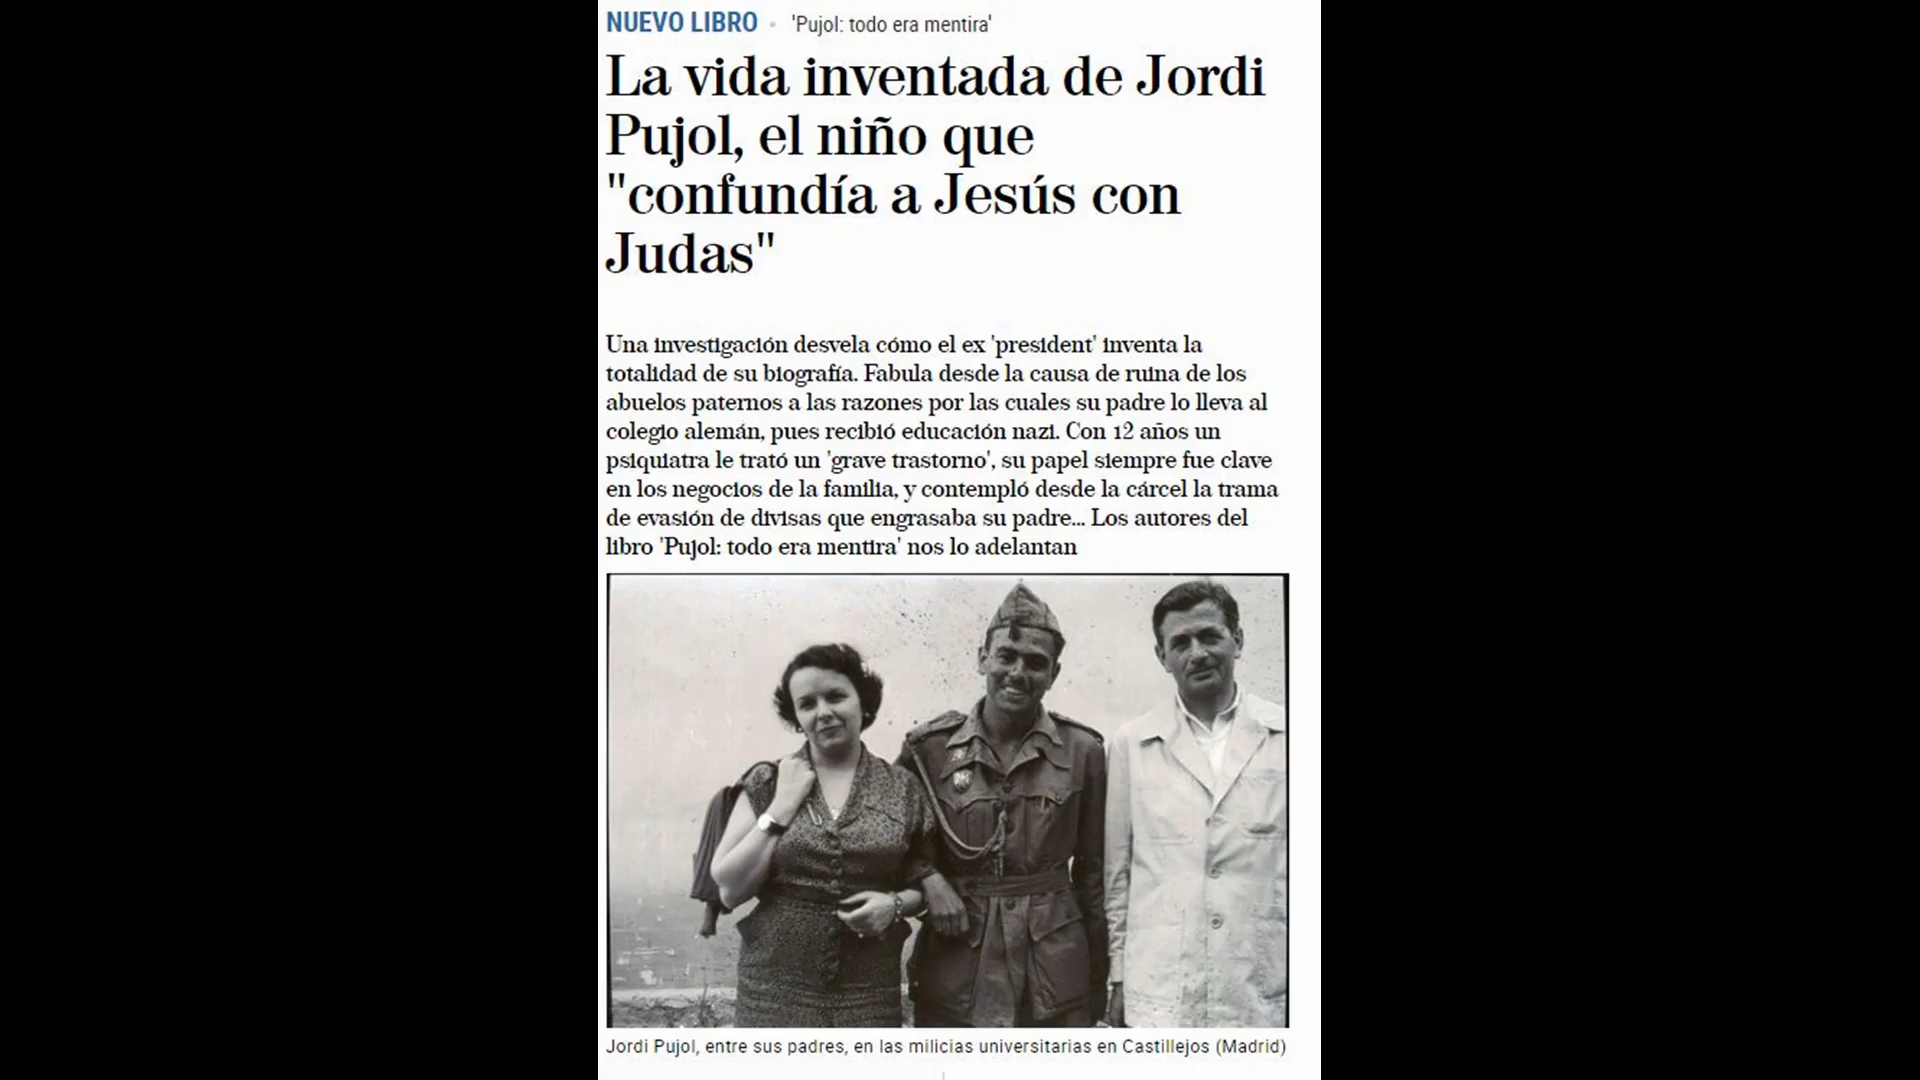 NUEVO LIBRO • 'Pujol: todo era mentira'
La vida inventada de Jordi
Pujol, el niño que
"confundía a Jesús con
Judas"
Una investigación desvela cómo el ex 'president' inventa la
totalidad de su biografía. Fabula desde la causa de ruina de los
abuelos paternos a las razones por las cuales su padre lo lleva al
colegio alemán, pues recibió educación nazi. Con 12 años un
psiquiatra le trató un 'grave trastorno', su papel siempre fue clave
en los negocios de la familia, y contempló desde la cárcel la trama
de evasión de divisas que engrasaba su padre... Los autores del
libro 'Pujol: todo era mentira' nos lo adelantan
Jordi Pujol, entre sus padres, en las milicias universitarias en Castillejos (Madrid)